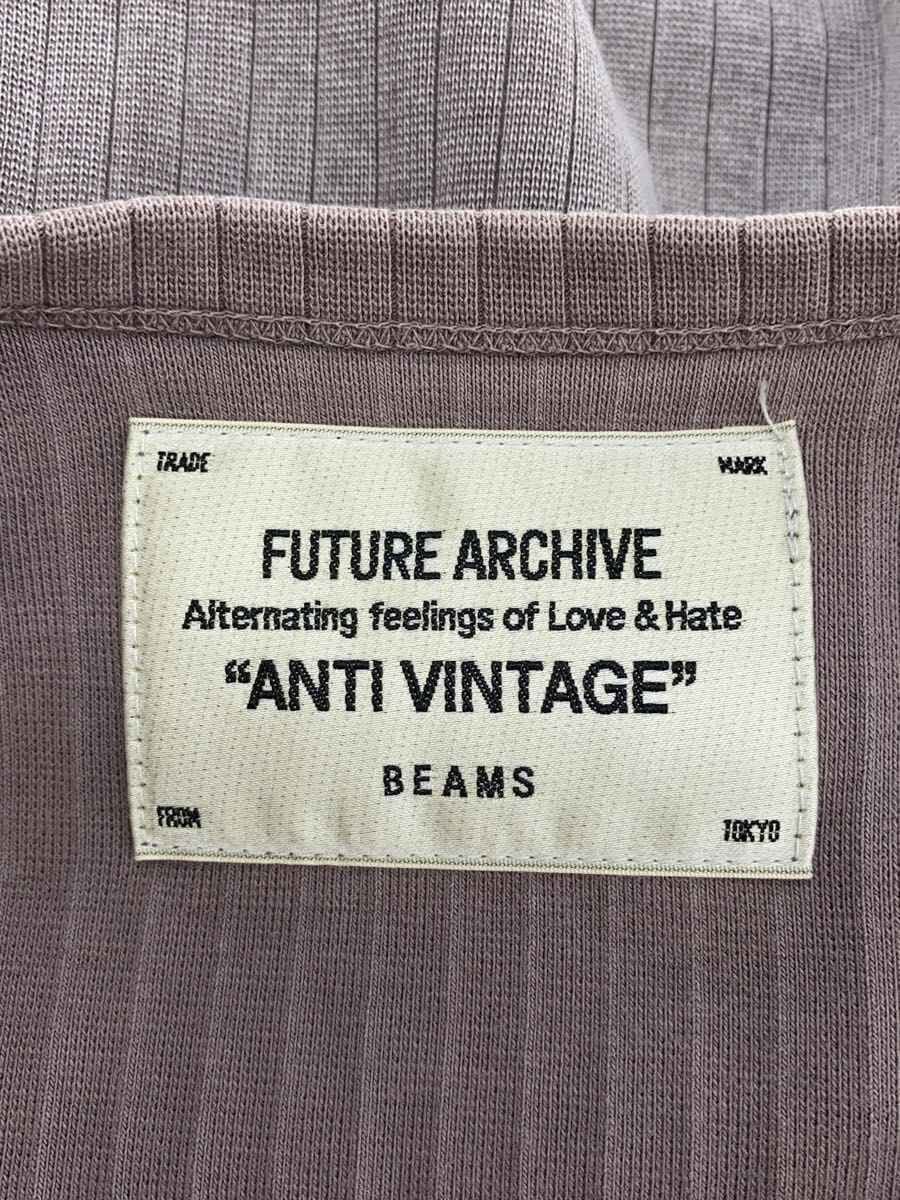 TRADE MARK
FUTURE ARCHIVE
Alternating feelings of Love & Hate
“ANTI VINTAGE”
BEAMS
FROM TOKYO